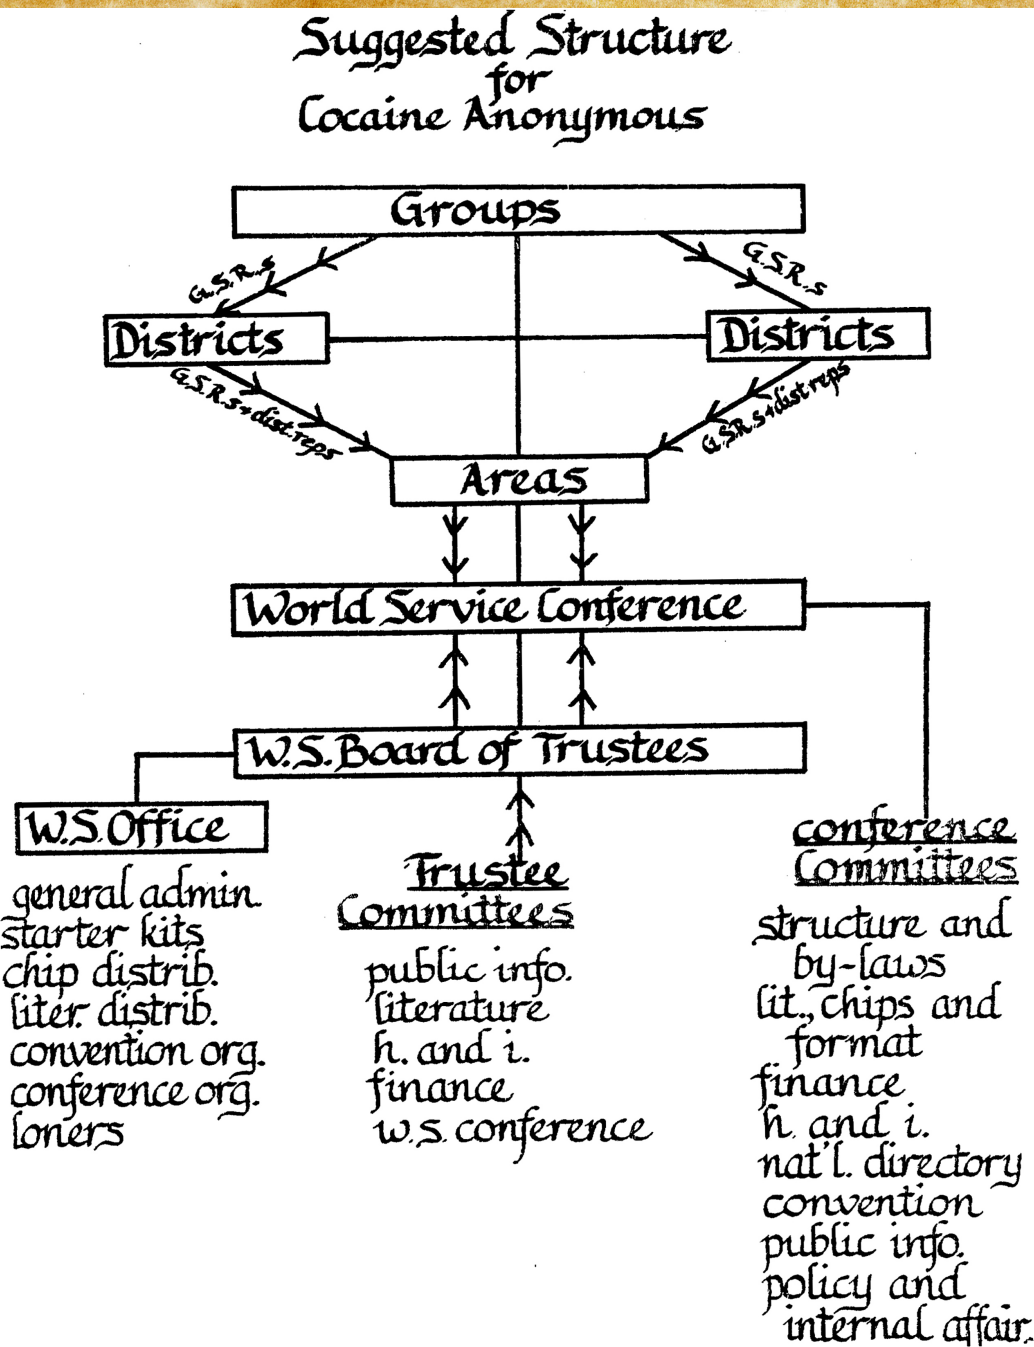 Suggested Structure
for
Cocaine Anonymous
Groups
G.S.R.s
G.S.R.s
Districts
Districts
G.S.R.s + dist. reps
G.S.R.s + dist reps
Areas
World Service Conference
W.S. Board of Trustees
W.S. Office
general admin.
starter kits
chip distrib.
liter. distrib.
convention org.
conference org.
loners
Trustee
Committees
public info.
literature
h. and i.
finance
w.s. conference
conference
Committees
structure and
by-laws
lit., chips and
format
finance
h. and i.
nat'l. directory
convention
public info.
policy and
internal affair.